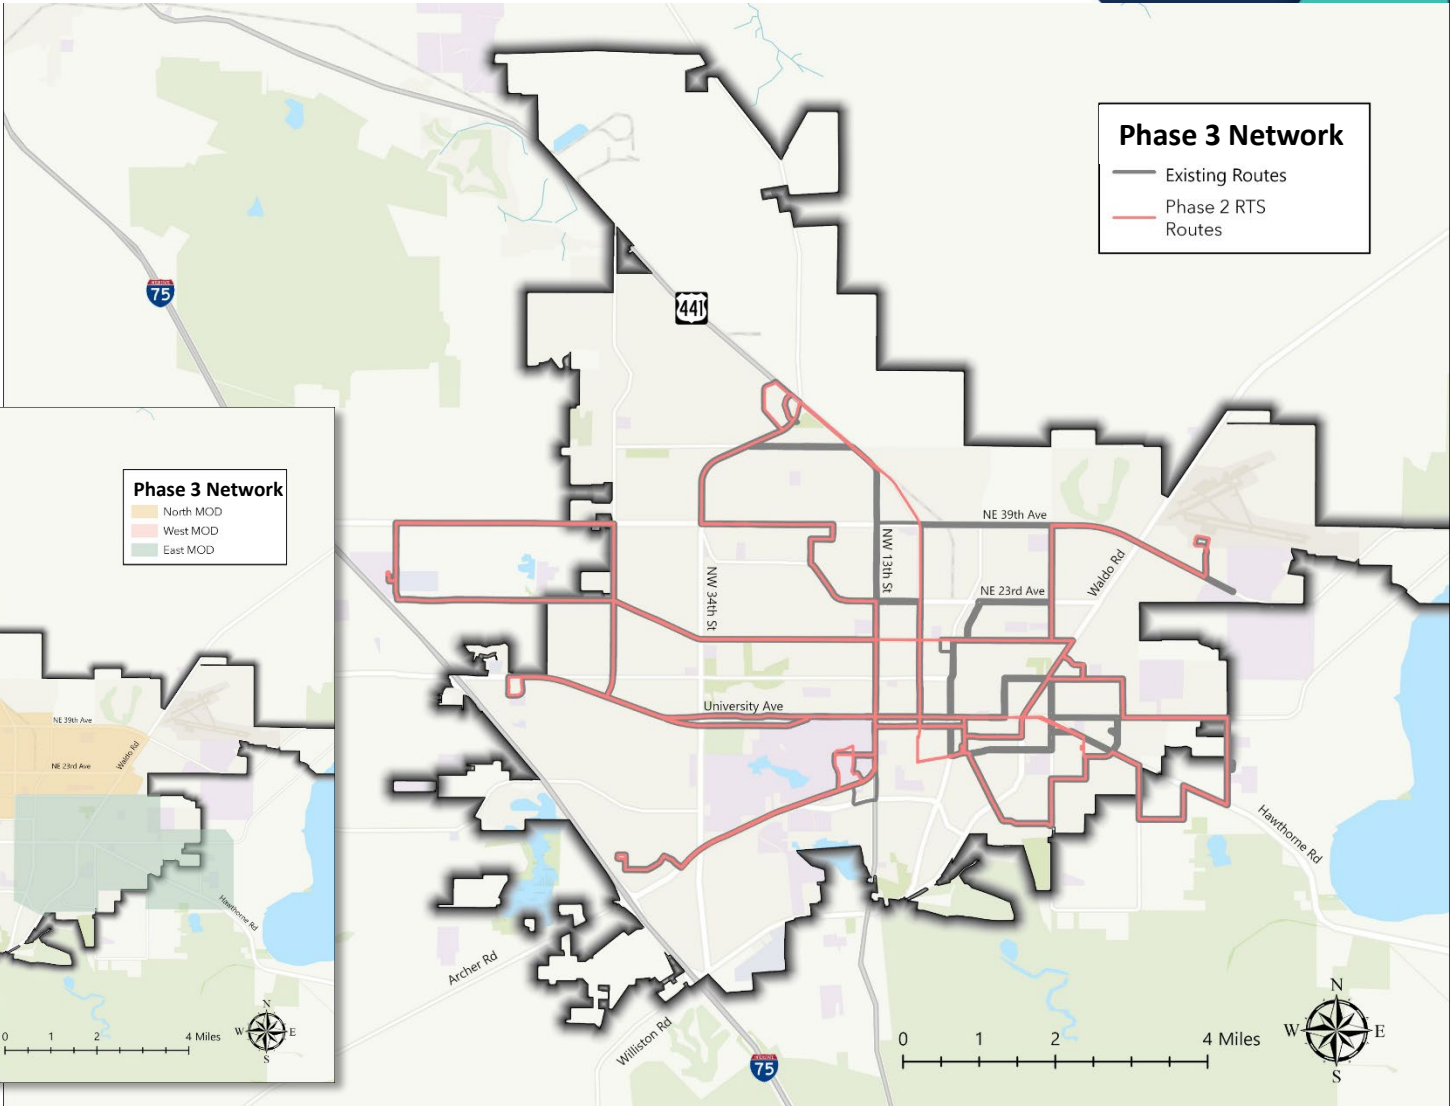 Phase 3 Network
Existing Routes
Phase 2 RTS
Routes
75
441
NE 39th Ave
NW 13th St
Waldo Rd
NW 34th St
NE 23rd Ave
University Ave
Hawthorne Rd
Archer Rd
Williston Rd
75
0 1 2 4 Miles
N
W E
S
Phase 3 Network
North MOD
West MOD
East MOD
NE 39th Ave
Waldo Rd
NE 23rd Ave
Hawthorne Rd
0 1 2 4 Miles
N
W E
S